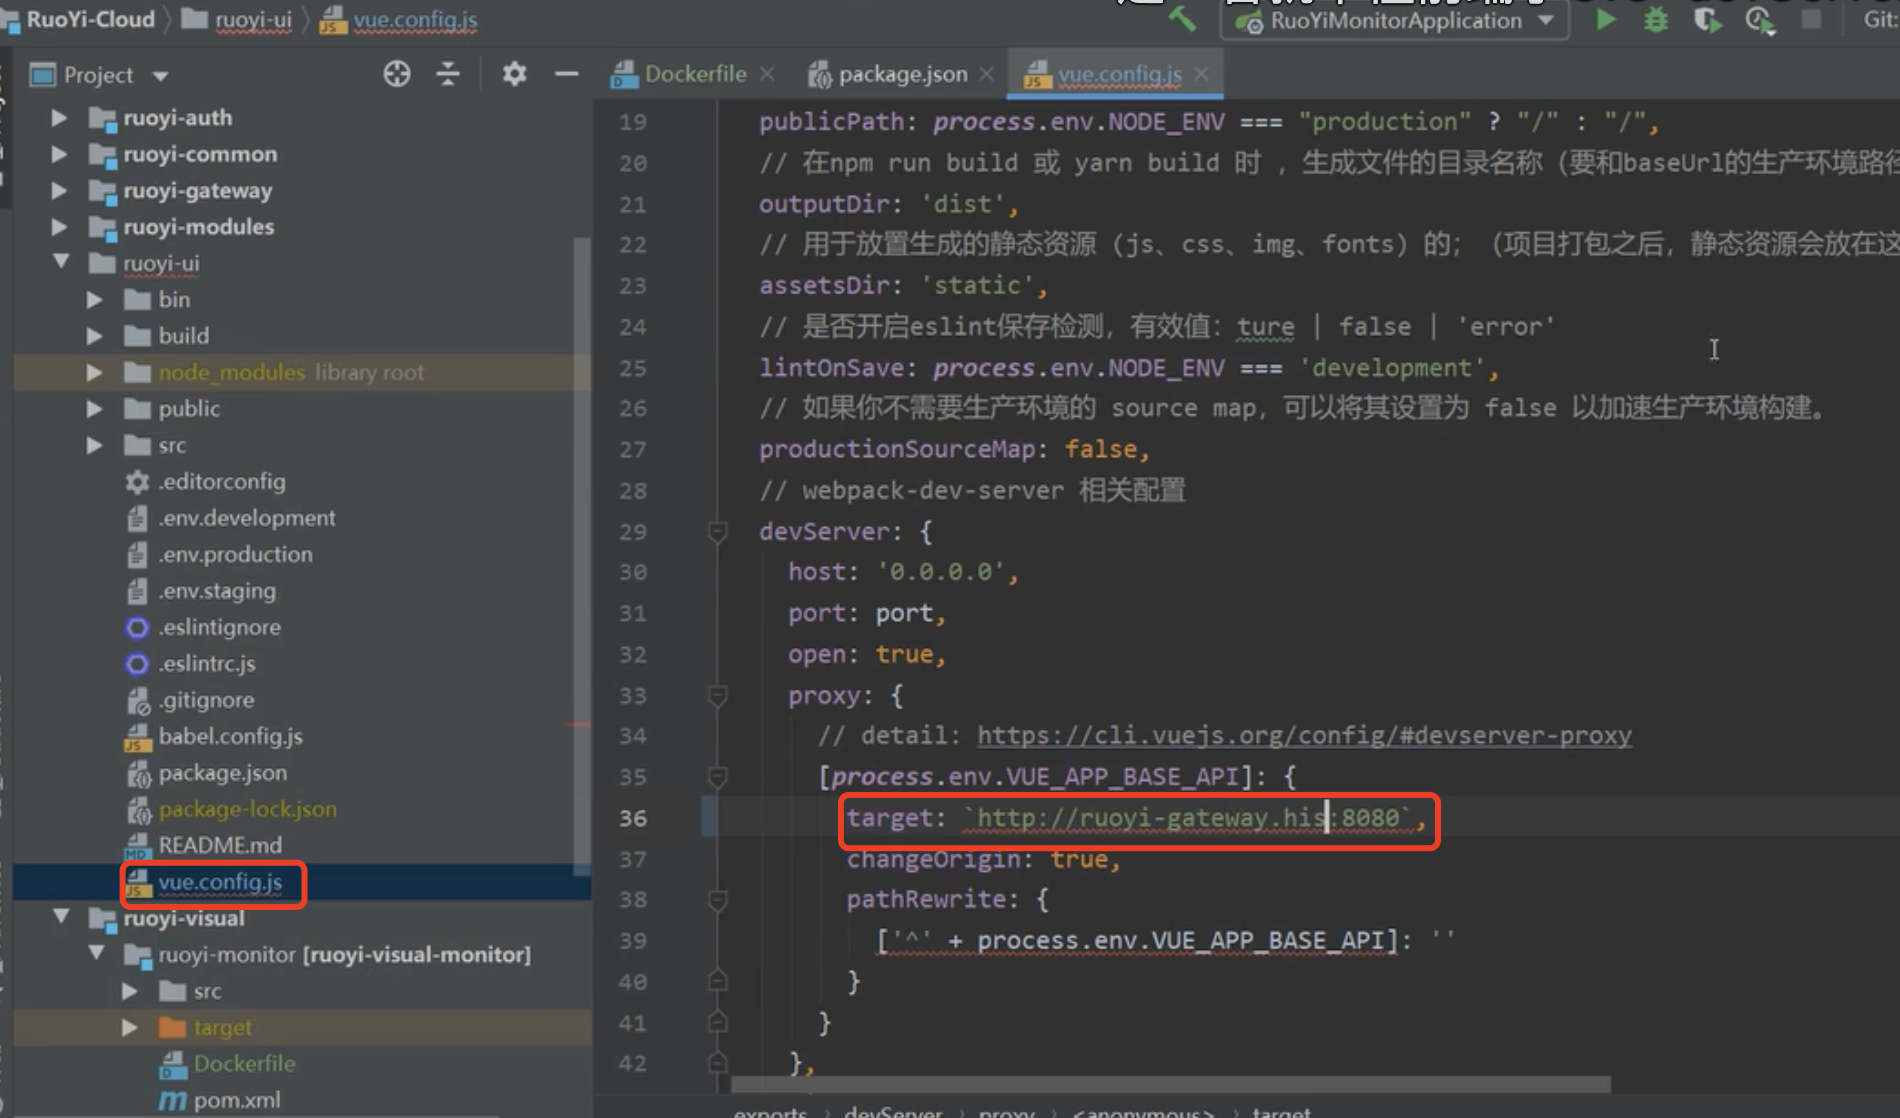 RuoYi-Cloud ruoyi-ui vue.config.js
RuoYiMonitorApplication Git:
Project
Dockerfile package.json vue.config.js
ruoyi-auth
ruoyi-common
ruoyi-gateway
ruoyi-modules
ruoyi-ui
bin
build
node_modules library root
public
src
.editorconfig
.env.development
.env.production
.env.staging
.eslintignore
.eslintrc.js
.gitignore
babel.config.js
package.json
package-lock.json
README.md
vue.config.js
ruoyi-visual
ruoyi-monitor [ruoyi-visual-monitor]
src
target
Dockerfile
pom.xml
19 publicPath: process.env.NODE_ENV === "production" ? "/" : "/",
20 // 在npm run build 或 yarn build 时 ，生成文件的目录名称（要和baseUrl的生产环境路径
21 outputDir: 'dist',
22 // 用于放置生成的静态资源 (js、css、img、fonts) 的；（项目打包之后，静态资源会放在这
23 assetsDir: 'static',
24 // 是否开启eslint保存检测，有效值：ture | false | 'error'
25 lintOnSave: process.env.NODE_ENV === 'development',
26 // 如果你不需要生产环境的 source map，可以将其设置为 false 以加速生产环境构建。
27 productionSourceMap: false,
28 // webpack-dev-server 相关配置
29 devServer: {
30 host: '0.0.0.0',
31 port: port,
32 open: true,
33 proxy: {
34 // detail: https://cli.vuejs.org/config/#devserver-proxy
35 [process.env.VUE_APP_BASE_API]: {
36 target: `http://ruoyi-gateway.his:8080`,
37 changeOrigin: true,
38 pathRewrite: {
39 ['^' + process.env.VUE_APP_BASE_API]: ''
40 }
41 }
42 },
exports devServer proxy <anonymous> target